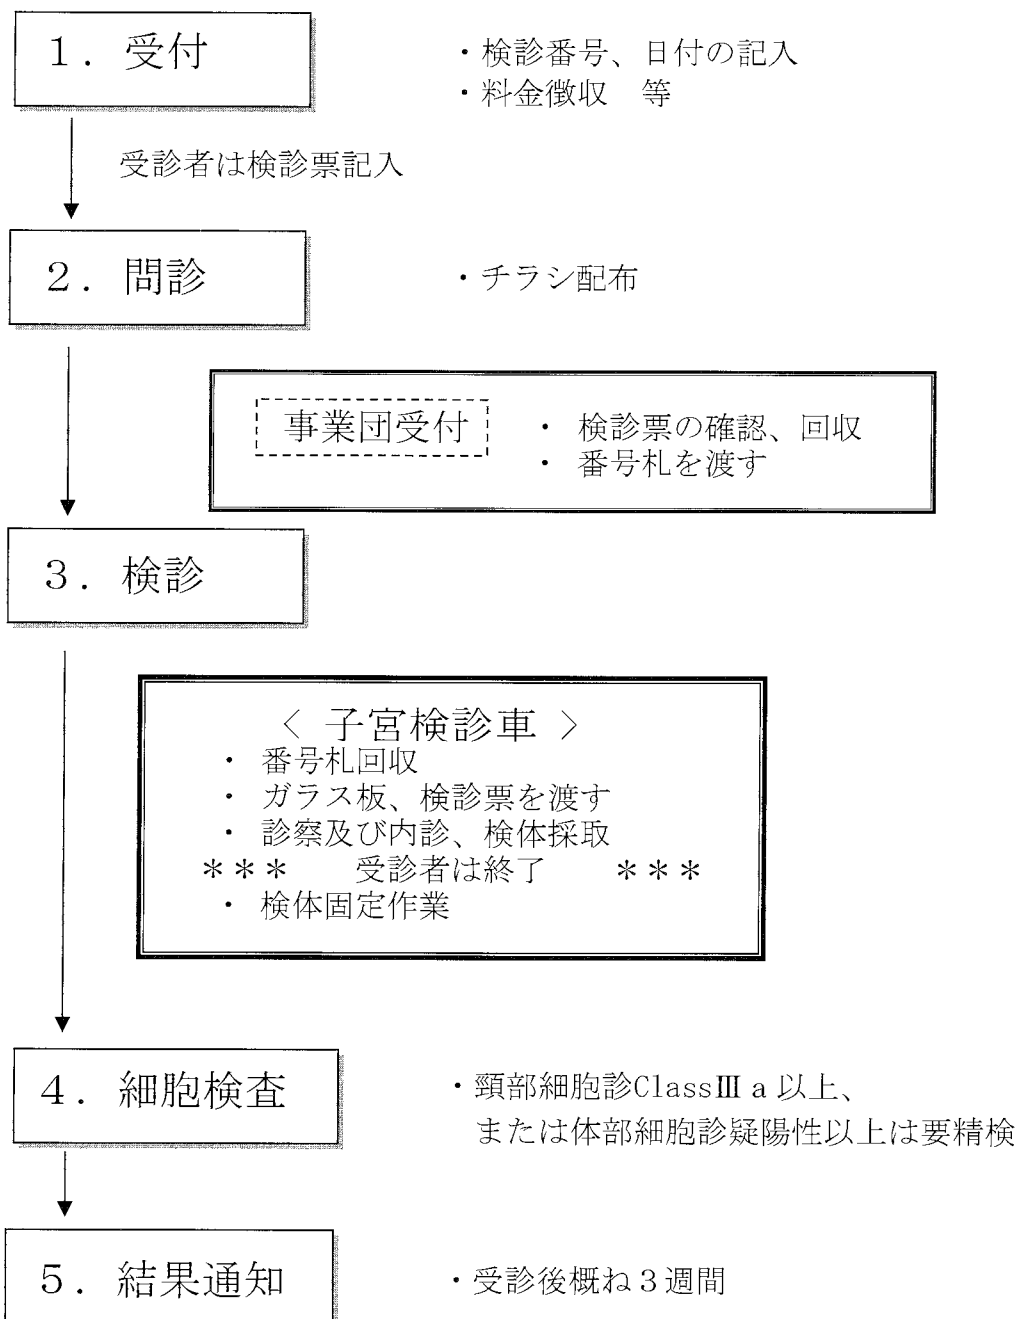 １．受付
・検診番号、日付の記入
・料金徴収　等
受診者は検診票記入
２．問診
・チラシ配布
事業団受付
・ 検診票の確認、回収
・ 番号札を渡す
３．検診
＜ 子宮検診車 ＞
・ 番号札回収
・ ガラス板、検診票を渡す
・ 診察及び内診、検体採取
＊＊＊　　受診者は終了　　＊＊＊
・ 検体固定作業
４．細胞検査
・頸部細胞診ClassⅢａ以上、
または体部細胞診疑陽性以上は要精検
５．結果通知
・受診後概ね３週間